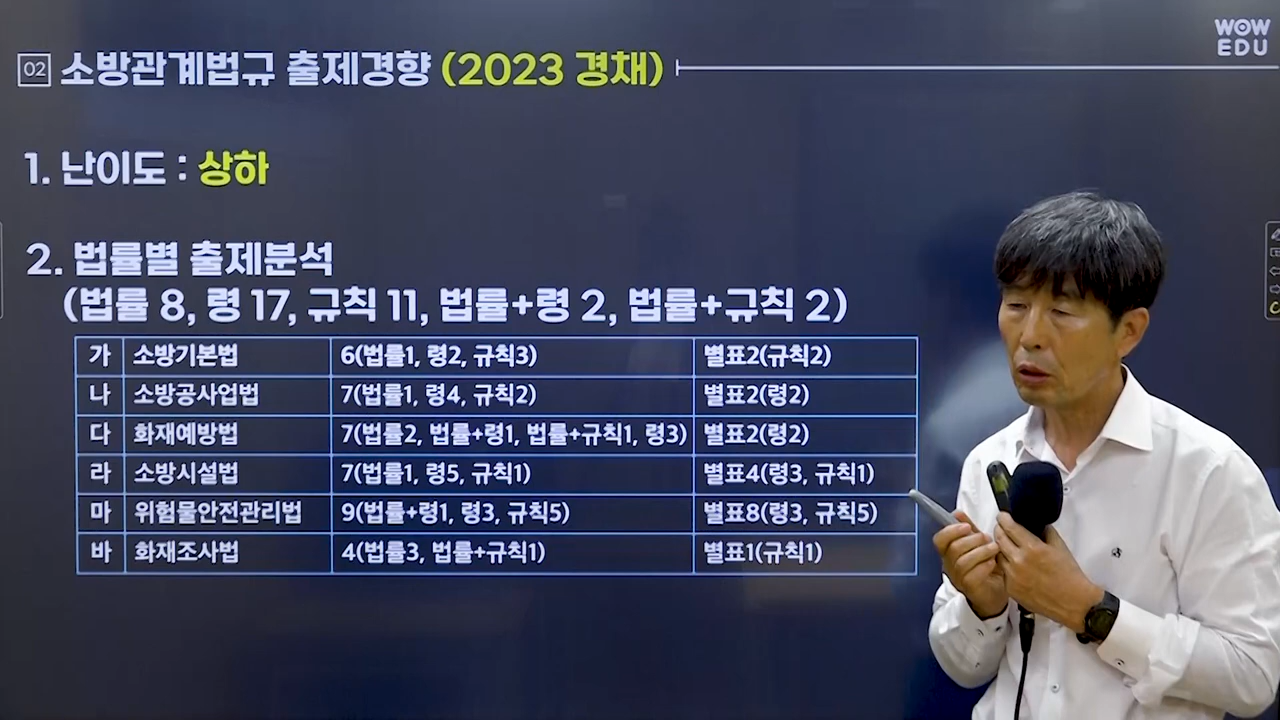 WOW
EDU
02 소방관계법규 출제경향 (2023 경채)
1. 난이도 : 상하
2. 법률별 출제분석
(법률 8, 령 17, 규칙 11, 법률+령 2, 법률+규칙 2)
가 소방기본법 6(법률1, 령2, 규칙3) 별표2(규칙2)
나 소방공사업법 7(법률1, 령4, 규칙2) 별표2(령2)
다 화재예방법 7(법률2, 법률+령1, 법률+규칙1, 령3) 별표2(령2)
라 소방시설법 7(법률1, 령5, 규칙1) 별표4(령3, 규칙1)
마 위험물안전관리법 9(법률+령1, 령3, 규칙5) 별표8(령3, 규칙5)
바 화재조사법 4(법률3, 법률+규칙1) 별표1(규칙1)